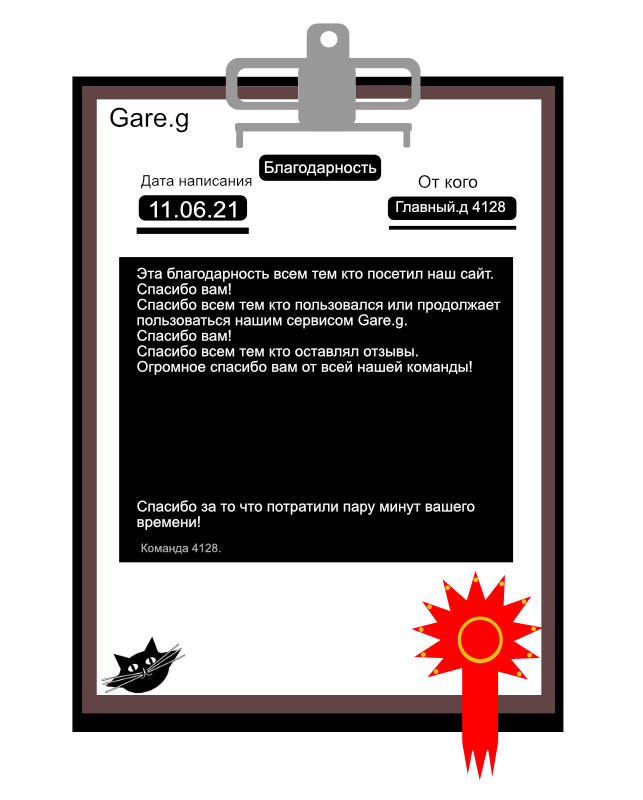 Gare.g
Благодарность
Дата написания
От кого
11.06.21
Главный.д 4128
Эта благодарность всем тем кто посетил наш сайт.
Спасибо вам!
Спасибо всем тем кто пользовался или продолжает
пользоваться нашим сервисом Gare.g.
Спасибо вам!
Спасибо всем тем кто оставлял отзывы.
Огромное спасибо вам от всей нашей команды!
Спасибо за то что потратили пару минут вашего
времени!
Команда 4128.